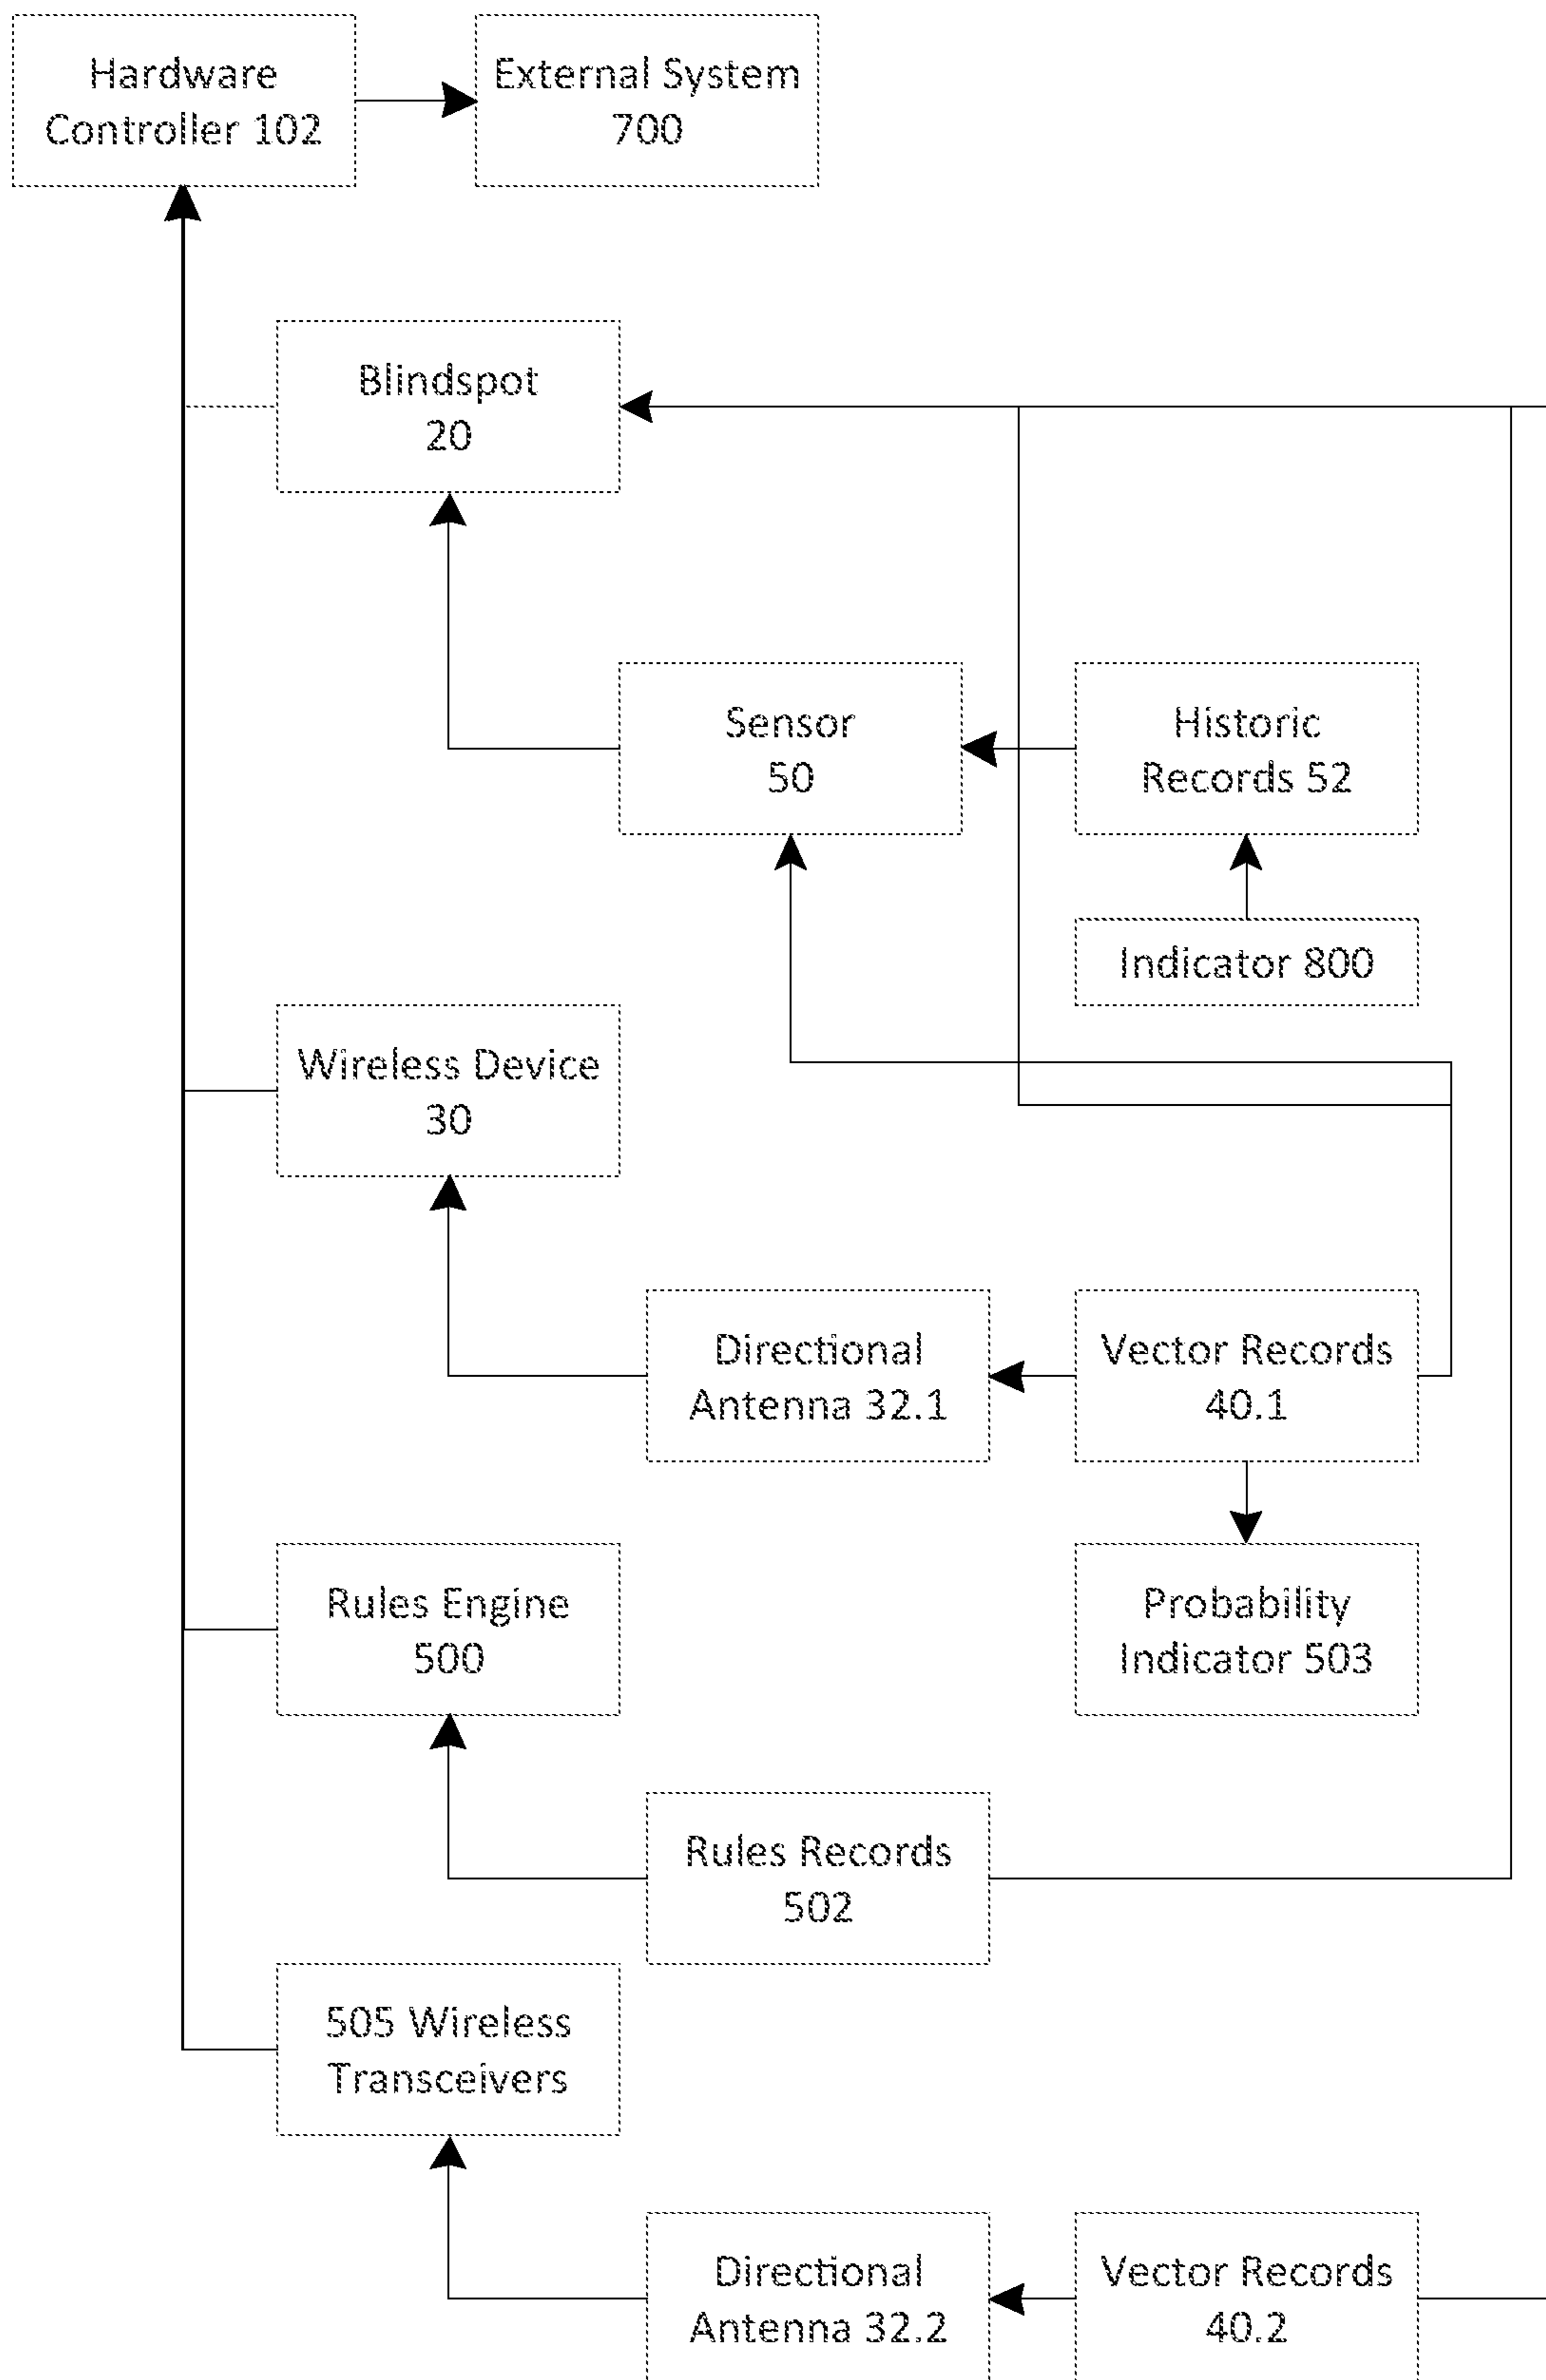 Hardware
Controller 102
External System
700
Blindspot
20
Sensor
50
Historic
Records 52
Indicator 800
Wireless Device
30
Directional
Antenna 32.1
Vector Records
40.1
Rules Engine
500
Probability
Indicator 503
Rules Records
502
505 Wireless
Transceivers
Directional
Antenna 32.2
Vector Records
40.2